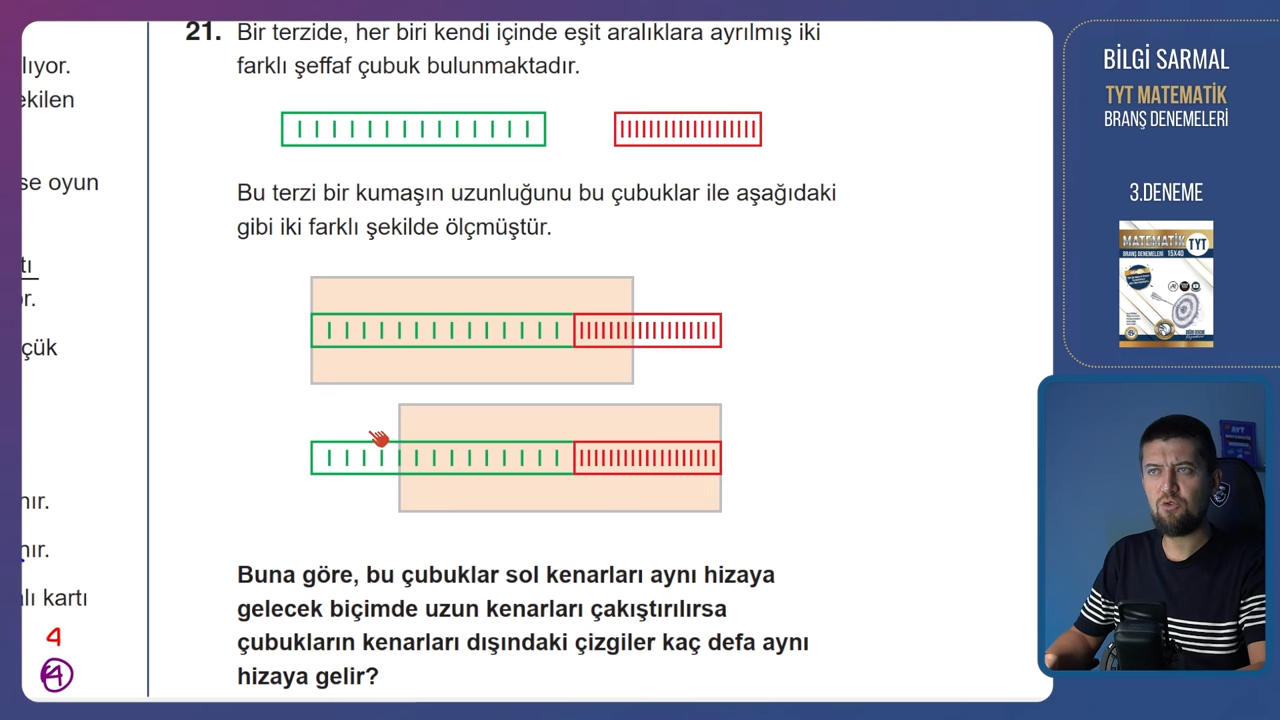 lıyor.
ekilen
se oyun
tı
or.
çük
nır.
nır.
lı kartı
4
4
21. Bir terzide, her biri kendi içinde eşit aralıklara ayrılmış iki
farklı şeffaf çubuk bulunmaktadır.
Bu terzi bir kumaşın uzunluğunu bu çubuklar ile aşağıdaki
gibi iki farklı şekilde ölçmüştür.
Buna göre, bu çubuklar sol kenarları aynı hizaya
gelecek biçimde uzun kenarları çakıştırılırsa
çubukların kenarları dışındaki çizgiler kaç defa aynı
hizaya gelir?
BİLGİ SARMAL
TYT MATEMATİK
BRANŞ DENEMELERİ
3.DENEME
MATEMATİK TYT
BRANŞ DENEMELERİ 15X40
AYT